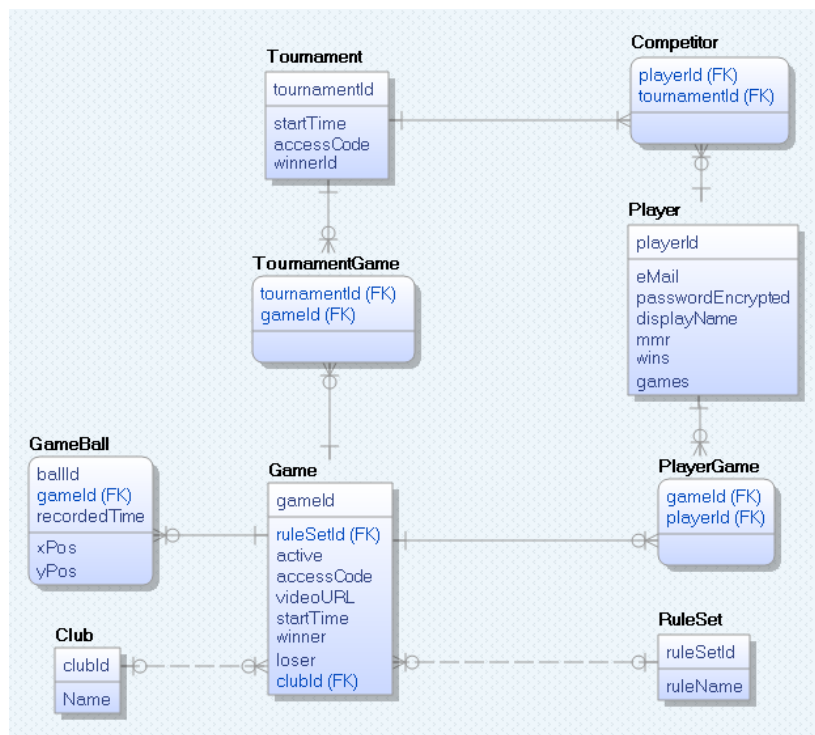 Tournament
tournamentId
startTime
accessCode
winnerId
Competitor
playerId (FK)
tournamentId (FK)
Player
playerId
eMail
passwordEncrypted
displayName
mmr
wins
games
TournamentGame
tournamentId (FK)
gameId (FK)
GameBall
ballId
gameId (FK)
recordedTime
xPos
yPos
Game
gameId
ruleSetId (FK)
active
accessCode
videoURL
startTime
winner
loser
clubId (FK)
PlayerGame
gameId (FK)
playerId (FK)
Club
clubId
Name
RuleSet
ruleSetId
ruleName